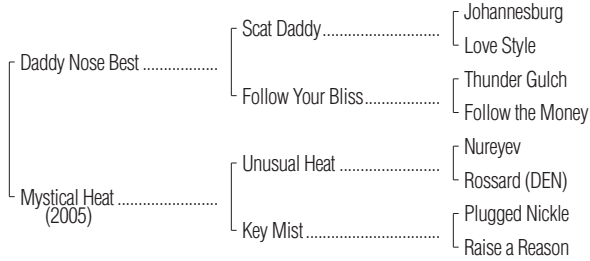 Johannesburg
Scat Daddy
Love Style
Daddy Nose Best
Thunder Gulch
Follow Your Bliss
Follow the Money
Nureyev
Unusual Heat
Rossard (DEN)
Mystical Heat
(2005)
Plugged Nickle
Key Mist
Raise a Reason